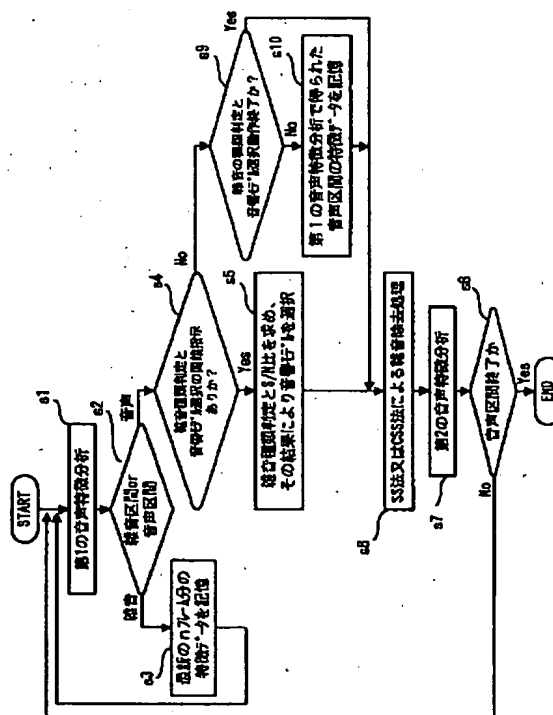 START
s1
第1の音声特徴分析
s2
雑音区間or
音声区間
雑音
音声
s3
最新のnフレーム分の
特徴データを記憶
s4
雑音種類判定と
音響モデル選択の開始指示
ありか?
No
Yes
s5
雑音種類判定とS/N比を求め、
その結果により音響モデルを選択
s9
雑音の種類判定と
音響モデル選択動作終了か?
Yes
No
s10
第1の音声特徴分析で得られた
音声区間の特徴データを記憶
s6
SS法又はCSS法による雑音除去処理
s7
第2の音声特徴分析
s8
音声区間終了か
No
Yes
END